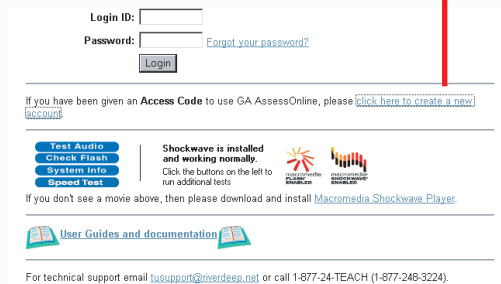 Login ID:
Password:
Forgot your password?
Login
If you have been given an Access Code to use GA AssessOnline, please click here to create a new
account.
Test Audio
Check Flash
System Info
Speed Test
Shockwave is installed
and working normally.
Click the buttons on the left to
run additional tests
macromedia
FLASH
ENABLED
macromedia
SHOCKWAVE
ENABLED
If you don't see a movie above, then please download and install Macromedia Shockwave Player.
User Guides and documentation
For technical support email tusupport@riverdeep.net or call 1-877-24-TEACH (1-877-248-3224).